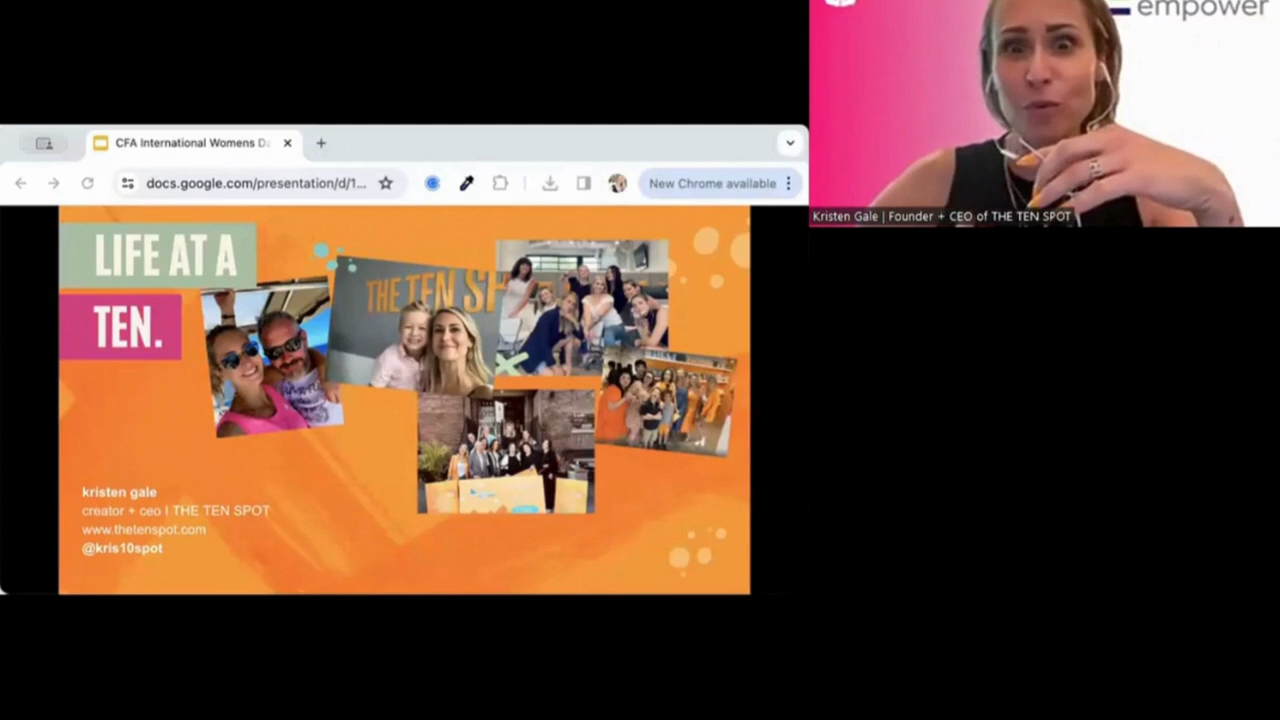 empower
CFA International Womens Da
docs.google.com/presentation/d/1...
New Chrome available
Kristen Gale | Founder + CEO of THE TEN SPOT
LIFE AT A
TEN.
THE TEN SP
kristen gale
creator + ceo | THE TEN SPOT
www.thetenspot.com
@kris10spot